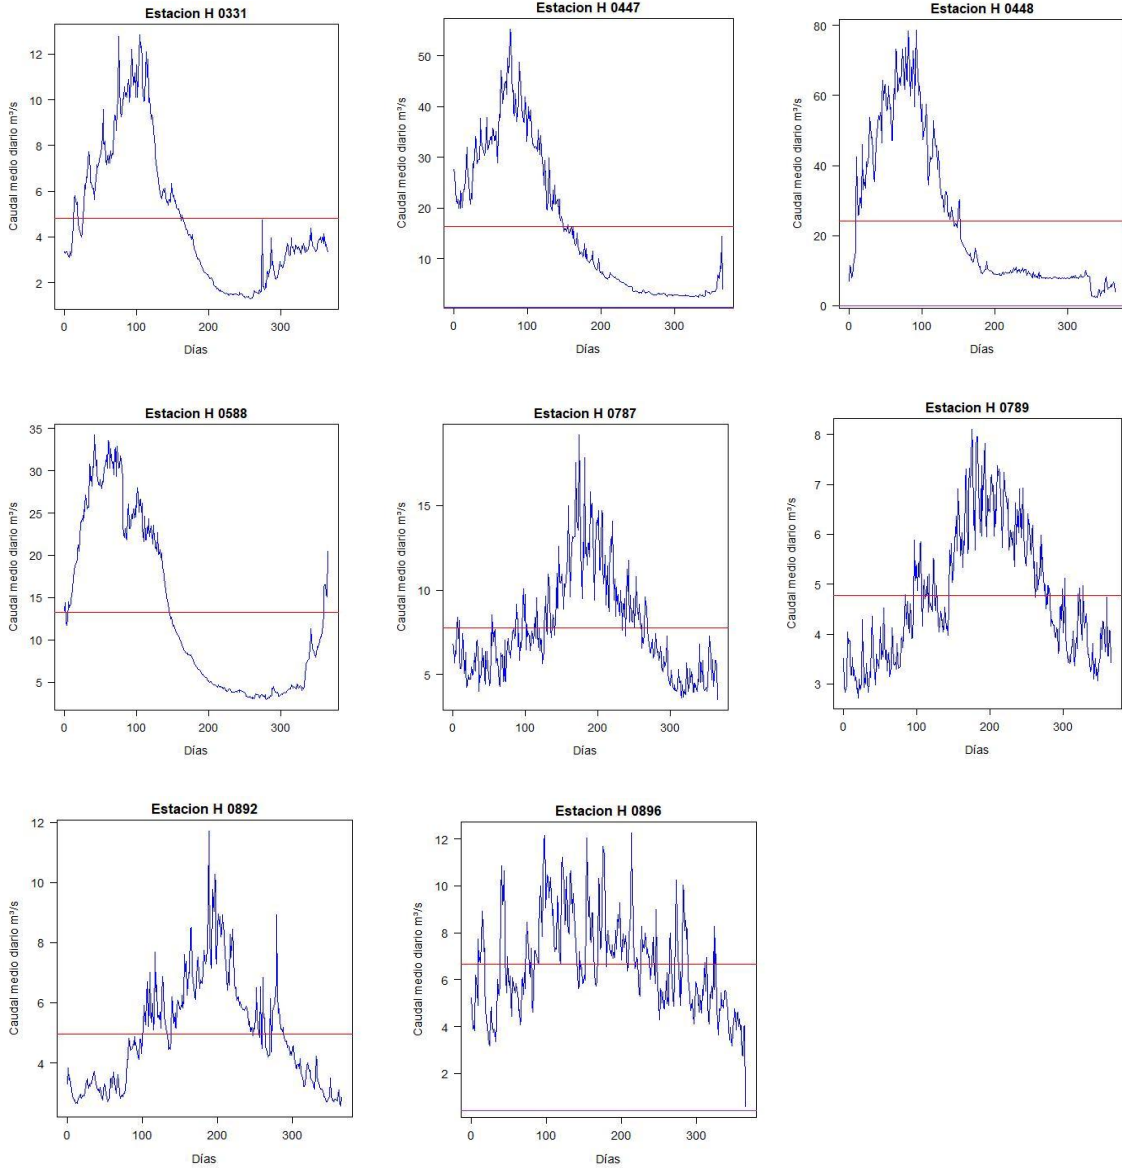 Estacion H 0331
Caudal medio diario m³/s
12
10
8
6
4
2
0 100 200 300
Días
Estacion H 0447
Caudal medio diario m³/s
50
40
30
20
10
0 100 200 300
Días
Estacion H 0448
Caudal medio diario m³/s
80
60
40
20
0
0 100 200 300
Días
Estacion H 0588
Caudal medio diario m³/s
35
30
25
20
15
10
5
0 100 200 300
Días
Estacion H 0787
Caudal medio diario m³/s
15
10
5
0 100 200 300
Días
Estacion H 0789
Caudal medio diario m³/s
8
7
6
5
4
3
0 100 200 300
Días
Estacion H 0892
Caudal medio diario m³/s
12
10
8
6
4
0 100 200 300
Días
Estacion H 0896
Caudal medio diario m³/s
12
10
8
6
4
2
0 100 200 300
Días